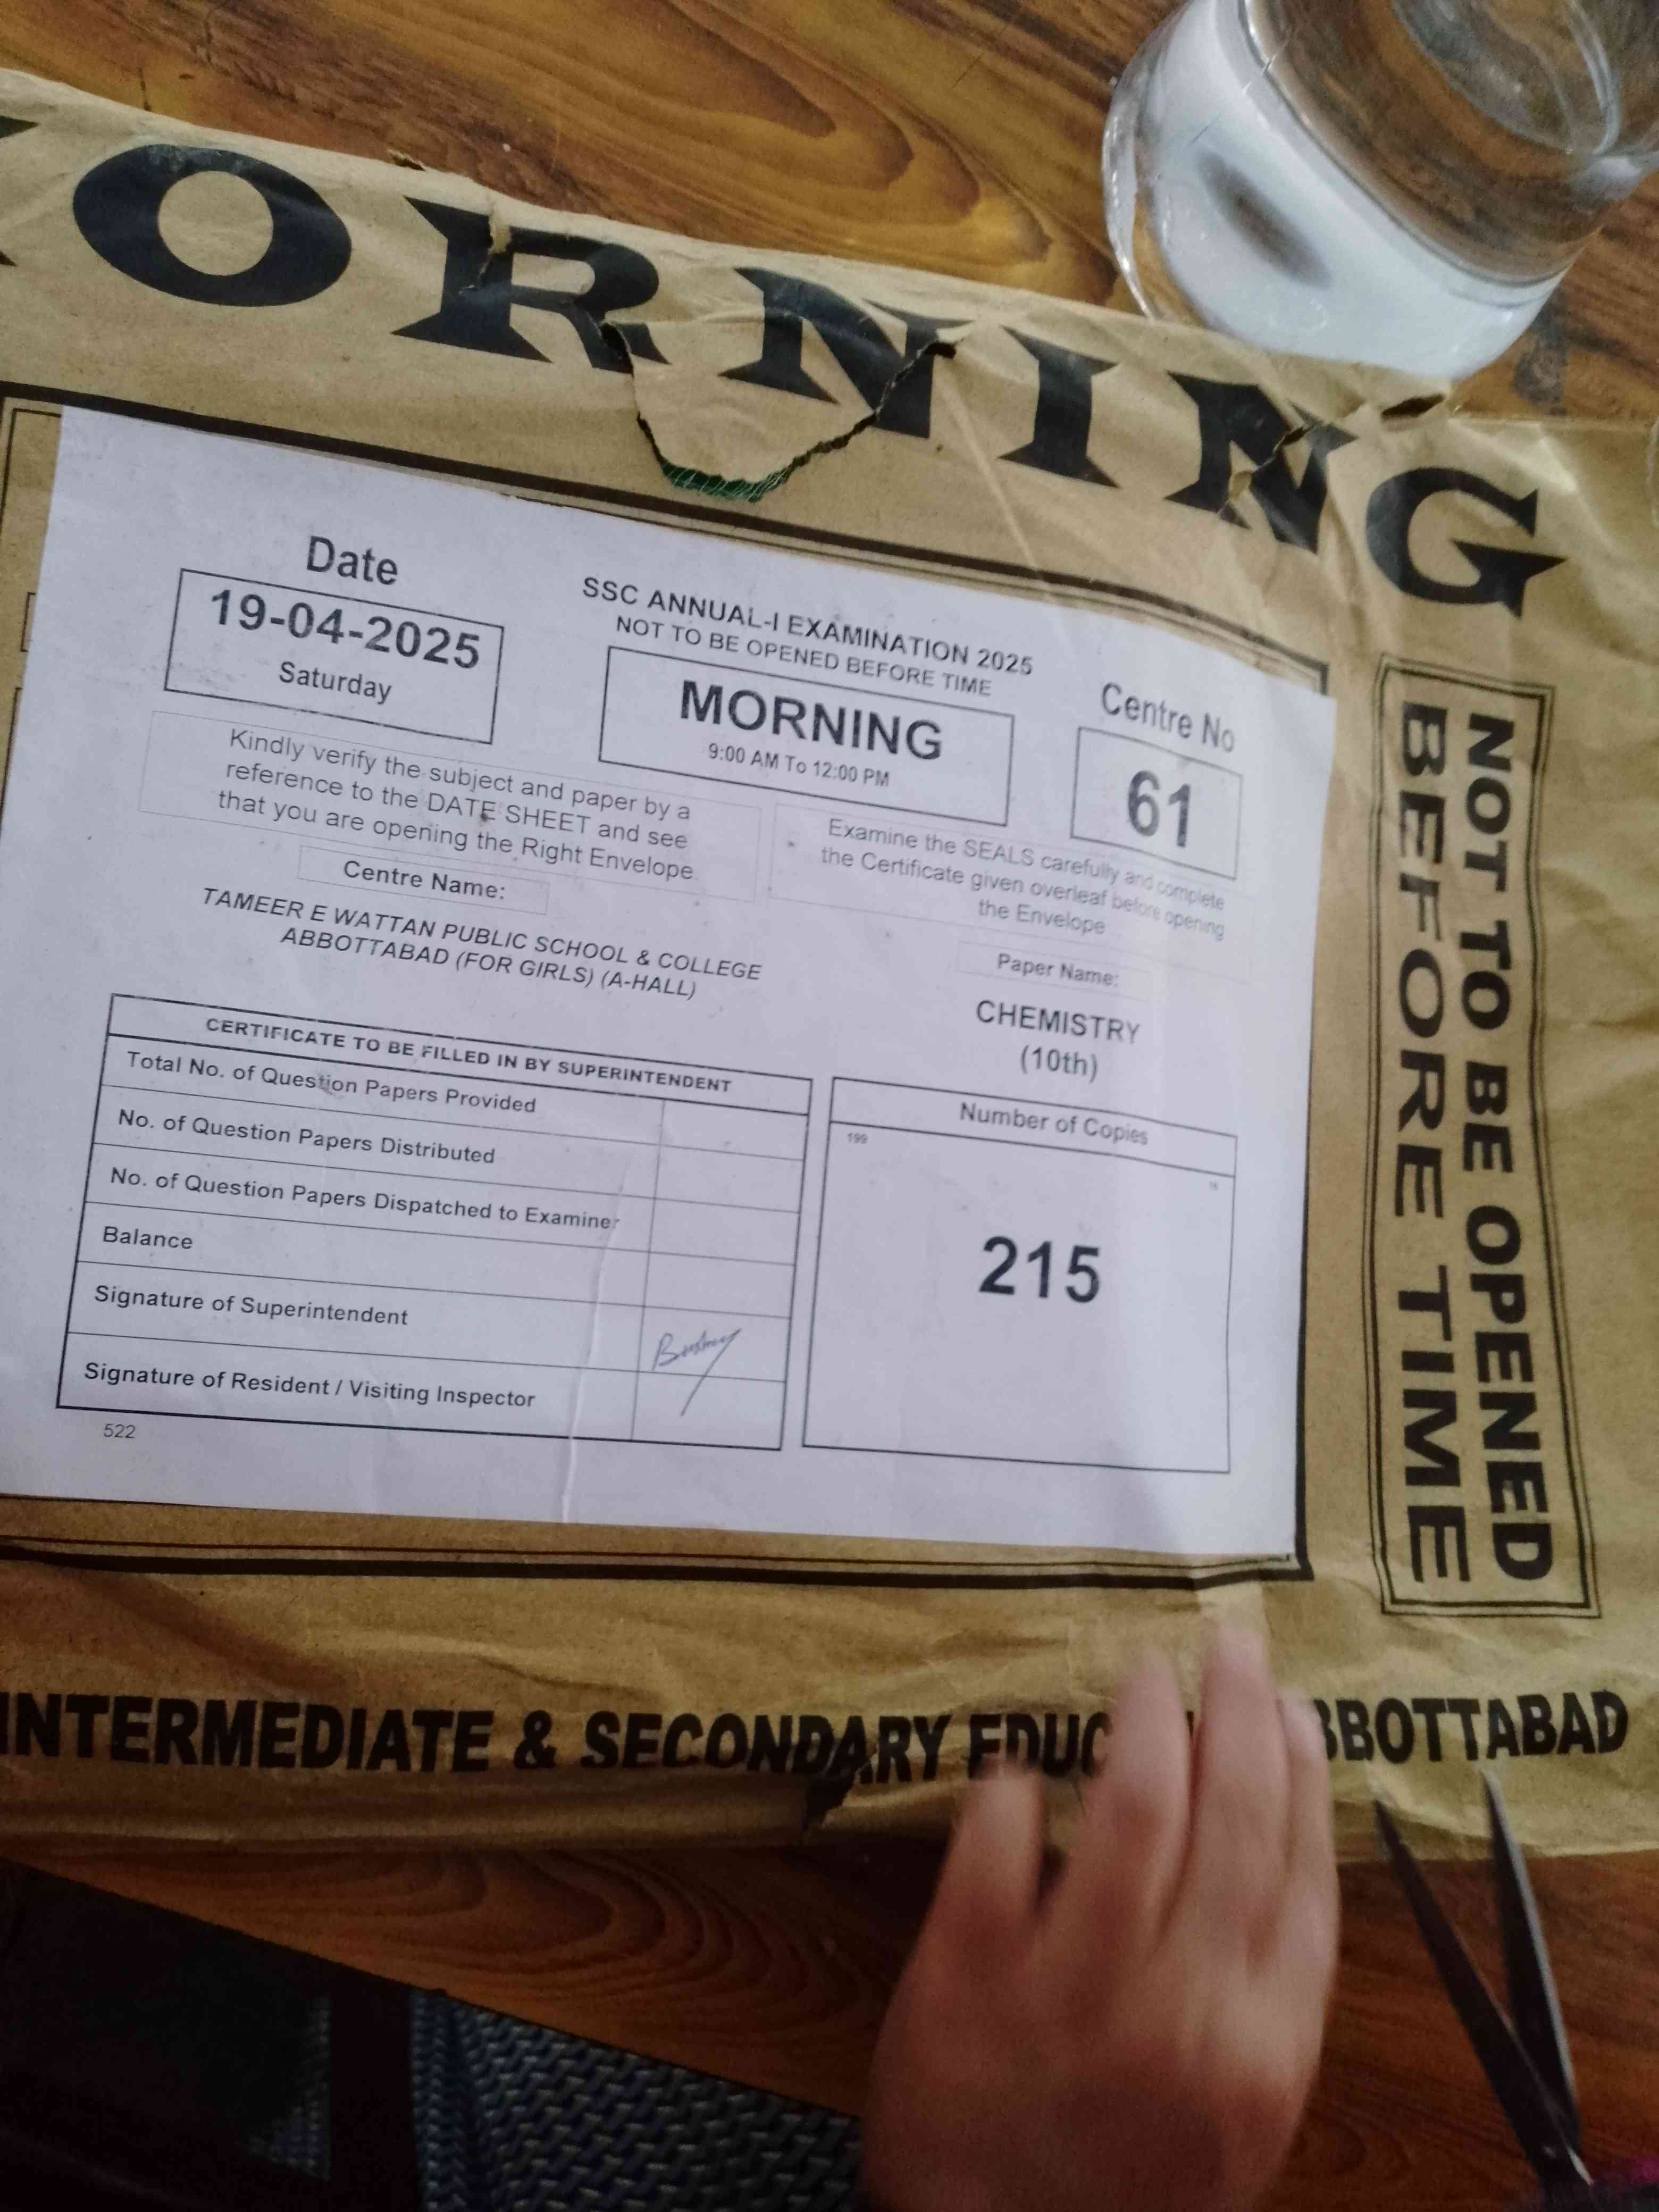 MORNING
Date
19-04-2025
Saturday
SSC ANNUAL-I EXAMINATION 2025
NOT TO BE OPENED BEFORE TIME
MORNING
9:00 AM To 12:00 PM
Centre No
61
Kindly verify the subject and paper by a
reference to the DATE SHEET and see
that you are opening the Right Envelope
Examine the SEALS carefully and complete
the Certificate given overleaf before opening
the Envelope
Centre Name:
TAMEER E WATTAN PUBLIC SCHOOL & COLLEGE
ABBOTTABAD (FOR GIRLS) (A-HALL)
Paper Name:
CHEMISTRY
(10th)
CERTIFICATE TO BE FILLED IN BY SUPERINTENDENT
Total No. of Question Papers Provided
No. of Question Papers Distributed
No. of Question Papers Dispatched to Examiner
Balance
Signature of Superintendent
Signature of Resident / Visiting Inspector
522
Number of Copies
199
16
215
NOT TO BE OPENED
BEFORE TIME
INTERMEDIATE & SECONDARY EDUC BBOTTABAD